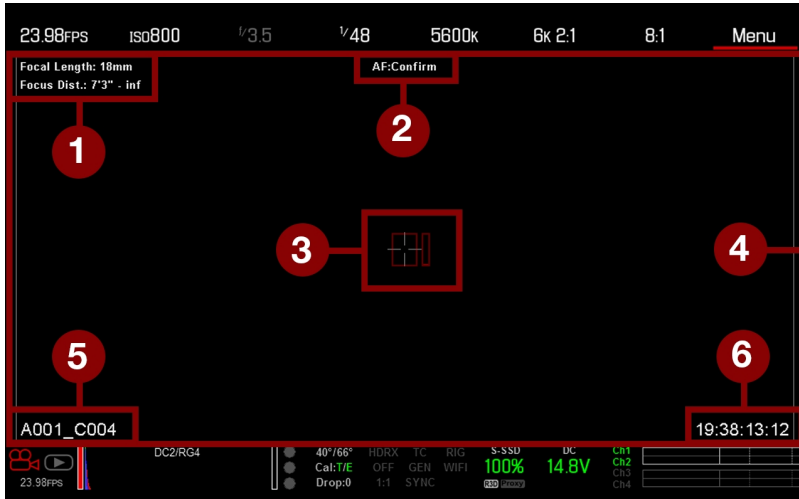 23.98FPS ISO800 f/3.5 1/48 5600K 6K 2:1 8:1 Menu
Focal Length: 18mm
Focus Dist.: 7'3" - inf
AF:Confirm
1
2
3
4
5
6
A001_C004
19:38:13:12
23.98FPS
DC2/RG4
40°/66° HDRX TC RIG
Cal:T/E OFF GEN WIFI
Drop:0 1:1 SYNC
S-SSD
100%
R3D Proxy
DC
14.8V
Ch1
Ch2
Ch3
Ch4